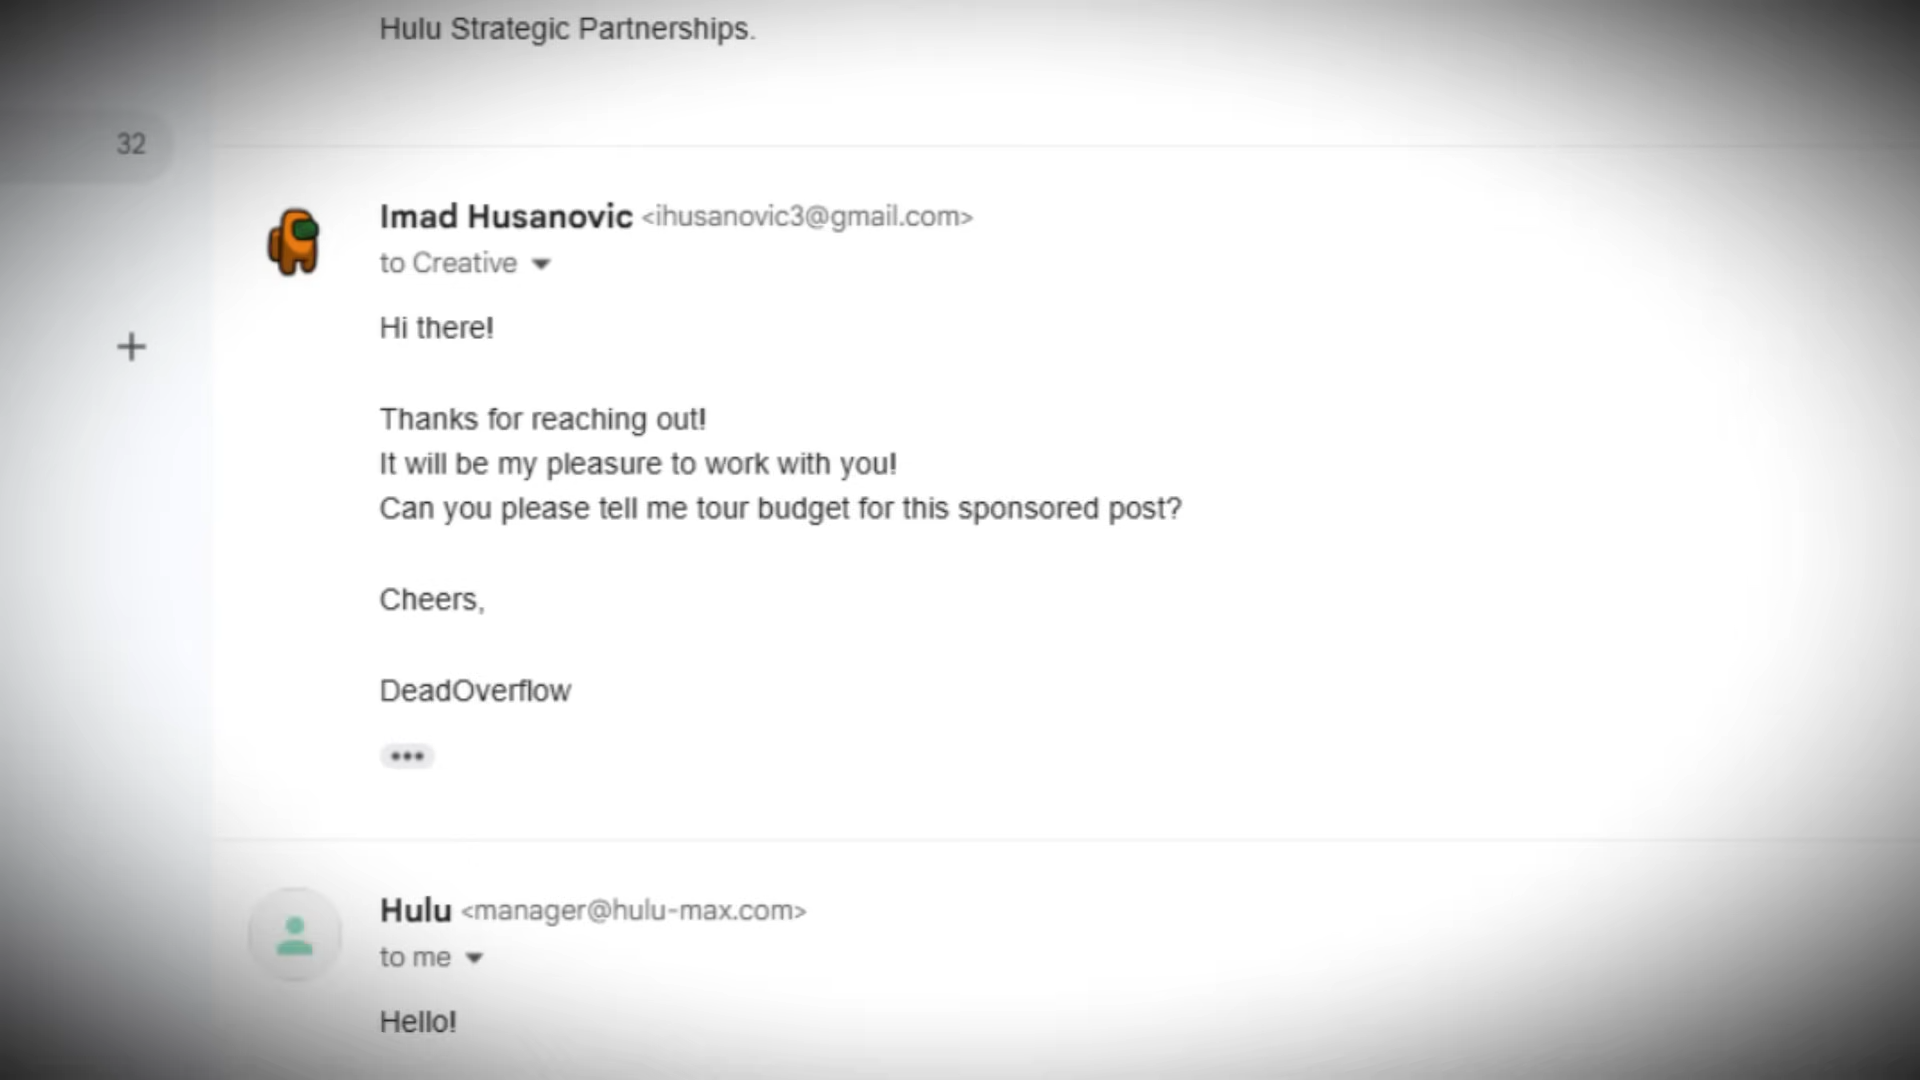 Hulu Strategic Partnerships.
32
Imad Husanovic <ihusanovic3@gmail.com>
to Creative
Hi there!
Thanks for reaching out!
It will be my pleasure to work with you!
Can you please tell me tour budget for this sponsored post?
Cheers,
DeadOverflow
Hulu <manager@hulu-max.com>
to me
Hello!